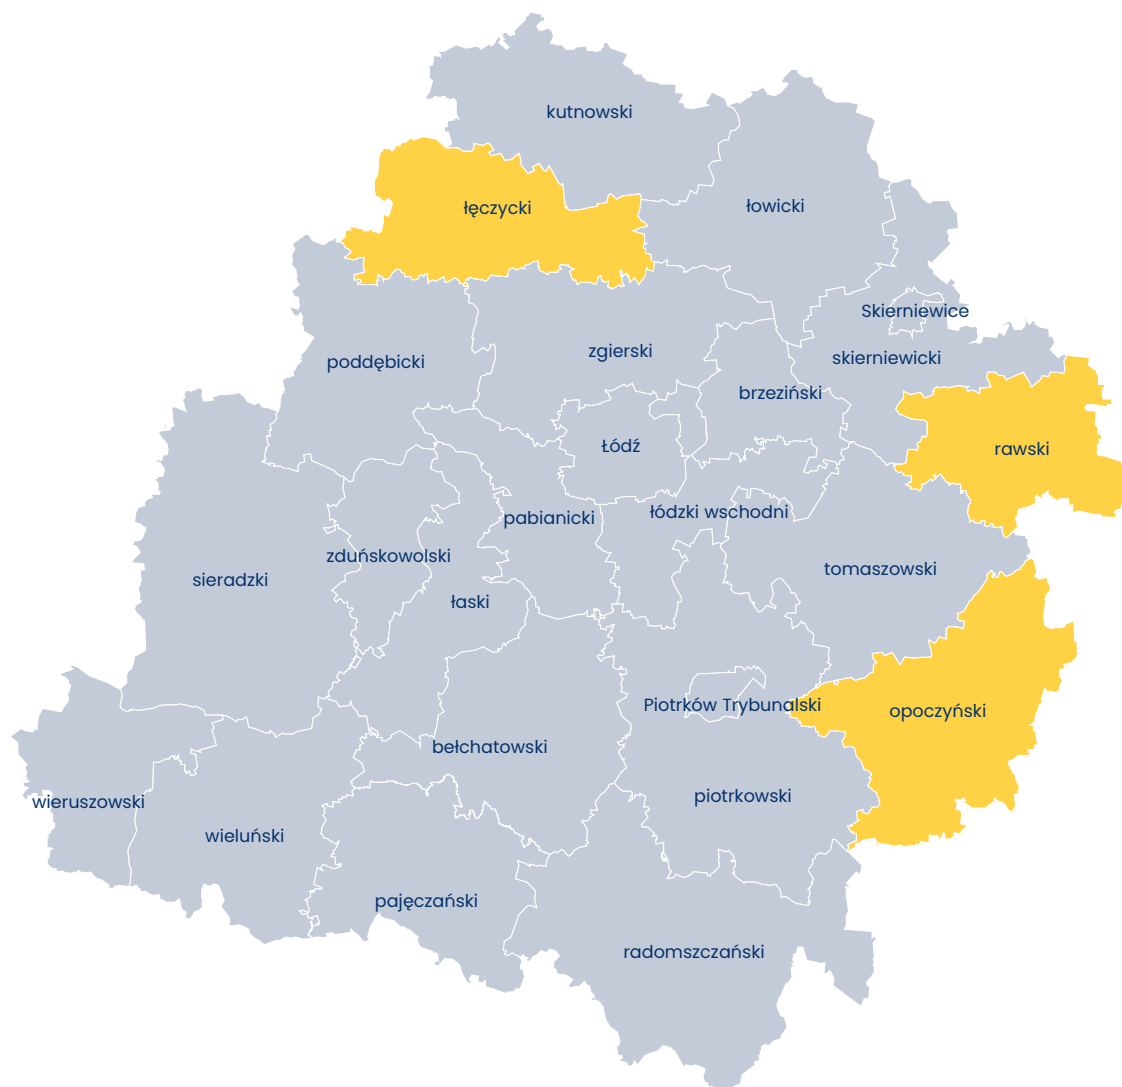 kutnowski
łęczycki
łowicki
Skierniewice
zgierski
skierniewicki
poddębicki
brzeziński
Łódź
rawski
łódzki wschodni
pabianicki
zduńskowolski
tomaszowski
sieradzki
łaski
Piotrków Trybunalski
opoczyński
bełchatowski
piotrkowski
wieruszowski
wieluński
pajęczański
radomszczański